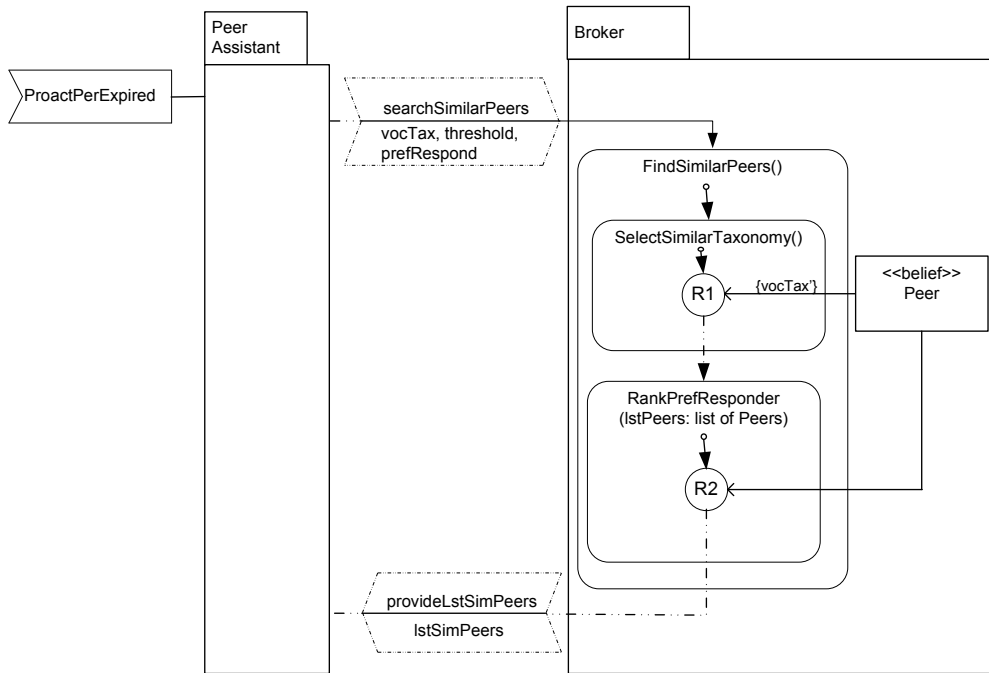 Peer
Assistant
Broker
ProactPerExpired
searchSimilarPeers
vocTax, threshold,
prefRespond
FindSimilarPeers()
SelectSimilarTaxonomy()
R1
{vocTax'}
<<belief>>
Peer
RankPrefResponder
(lstPeers: list of Peers)
R2
provideLstSimPeers
lstSimPeers